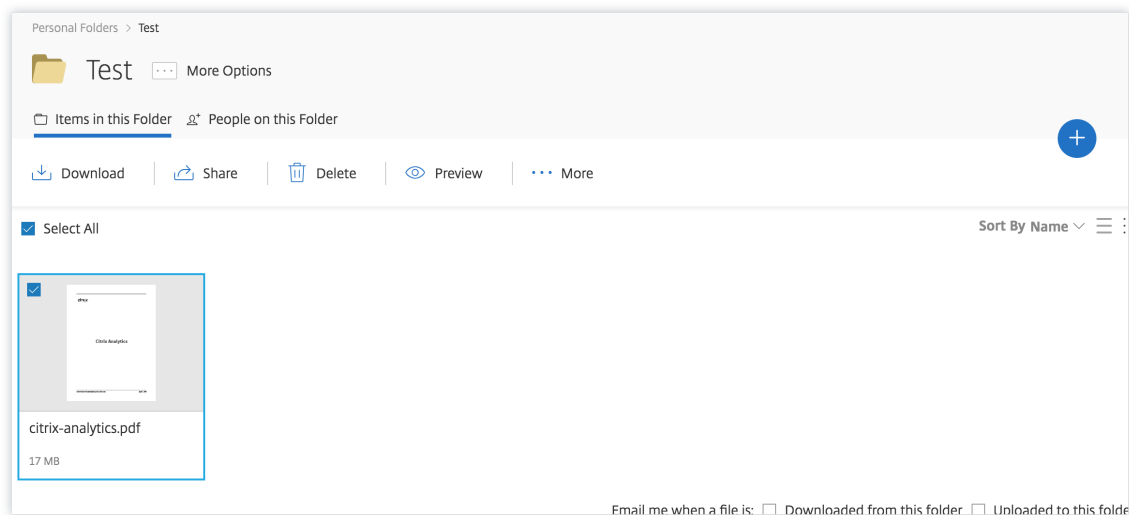 Personal Folders > Test
Test ··· More Options
Items in this Folder People on this Folder
+
Download Share Delete Preview ··· More
Select All
Sort By Name
citrix
Citrix Analytics
citrix-analytics.pdf
17 MB
Email me when a file is: Downloaded from this folder Uploaded to this folde